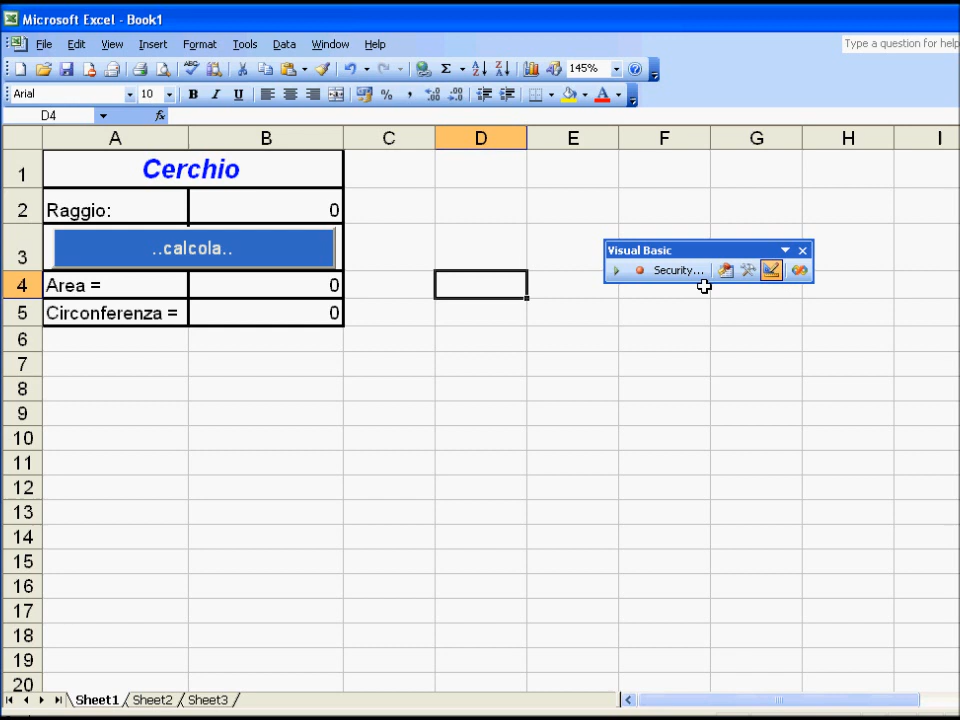 Microsoft Excel - Book1
File Edit View Insert Format Tools Data Window Help
Type a question for help
145%
Arial 10 B I U % ,
D4 fx
A B C D E F G H I
1 Cerchio
2 Raggio: 0
3 ..calcola..
4 Area = 0
5 Circonferenza = 0
Visual Basic
Security...
6
7
8
9
10
11
12
13
14
15
16
17
18
19
20
Sheet1 / Sheet2 / Sheet3 /